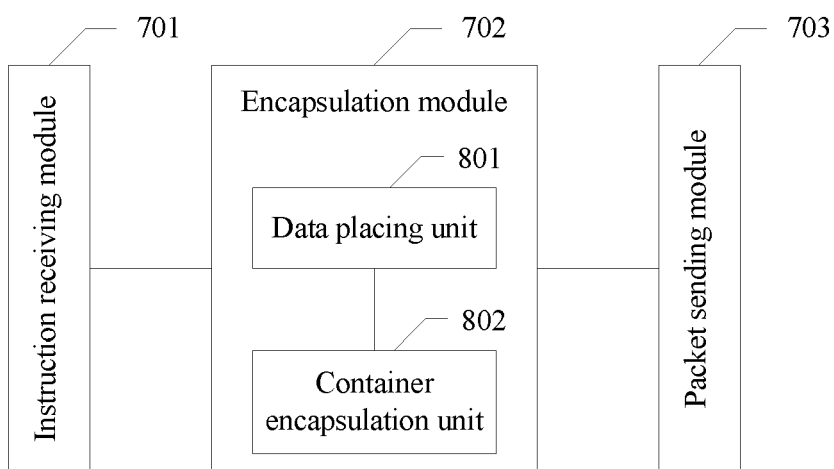 701
702
703
Instruction receiving module
Encapsulation module
801
Data placing unit
802
Container
encapsulation unit
Packet sending module